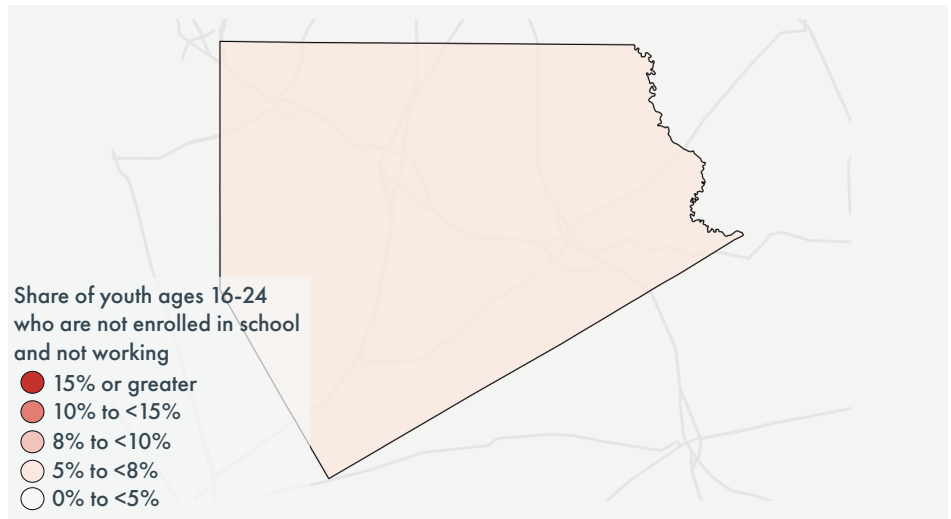 Share of youth ages 16-24
who are not enrolled in school
and not working
15% or greater
10% to <15%
8% to <10%
5% to <8%
0% to <5%